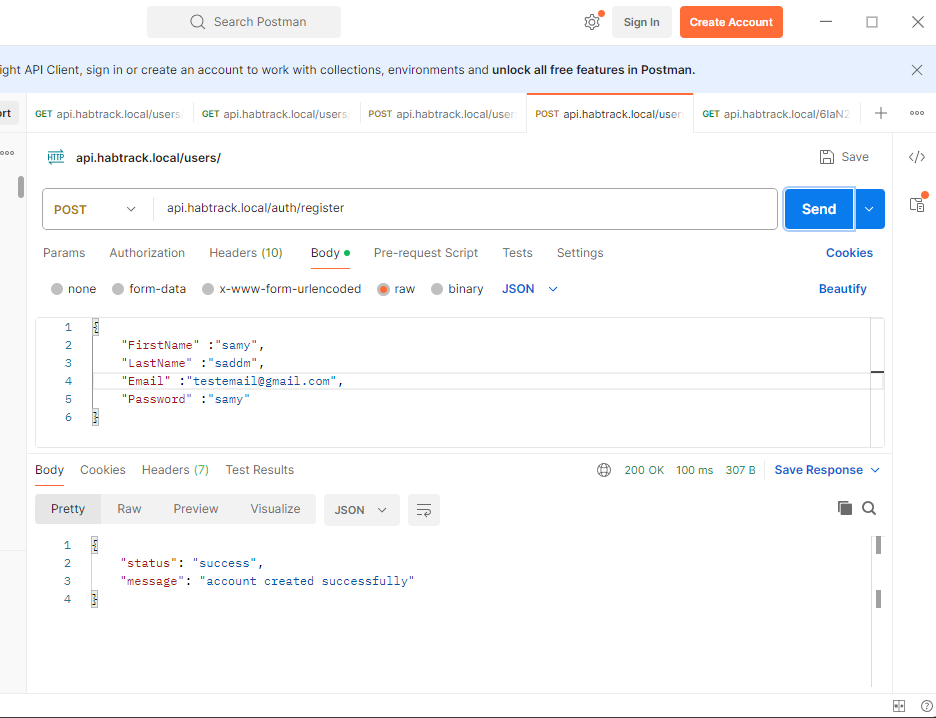 Search Postman
Sign In
Create Account
ight API Client, sign in or create an account to work with collections, environments and unlock all free features in Postman.
ort
GET api.habtrack.local/users/
GET api.habtrack.local/users
POST api.habtrack.local/user
POST api.habtrack.local/user
GET api.habtrack.local/6IaN2
HTTP api.habtrack.local/users/
Save
</>
POST
api.habtrack.local/auth/register
Send
Params
Authorization
Headers (10)
Body
Pre-request Script
Tests
Settings
Cookies
none
form-data
x-www-form-urlencoded
raw
binary
JSON
Beautify
1 {
2 "FirstName" :"samy",
3 "LastName" :"saddm",
4 "Email" :"testemail@gmail.com",
5 "Password" :"samy"
6 }
Body
Cookies
Headers (7)
Test Results
200 OK
100 ms
307 B
Save Response
Pretty
Raw
Preview
Visualize
JSON
1 {
2 "status": "success",
3 "message": "account created successfully"
4 }